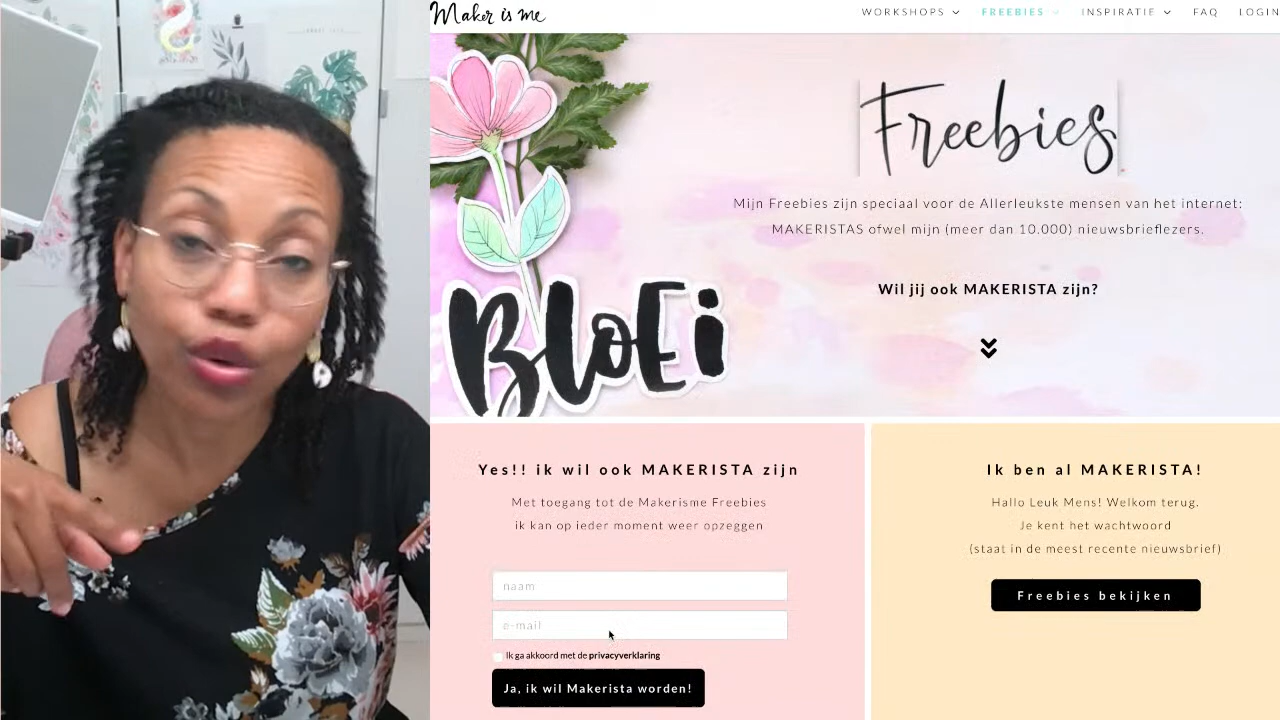 Maker is me
WORKSHOPS FREEBIES INSPIRATIE FAQ LOGIN
Freebies
Mijn Freebies zijn speciaal voor de Allerleukste mensen van het internet:
MAKERISTAS ofwel mijn (meer dan 10.000) nieuwsbrieflezers.
Wil jij ook MAKERISTA zijn?
BloEi
Yes!! ik wil ook MAKERISTA zijn
Met toegang tot de Makerisme Freebies
ik kan op ieder moment weer opzeggen
naam
e-mail
Ik ga akkoord met de privacyverklaring
Ja, ik wil Makerista worden!
Ik ben al MAKERISTA!
Hallo Leuk Mens! Welkom terug.
Je kent het wachtwoord
(staat in de meest recente nieuwsbrief)
Freebies bekijken